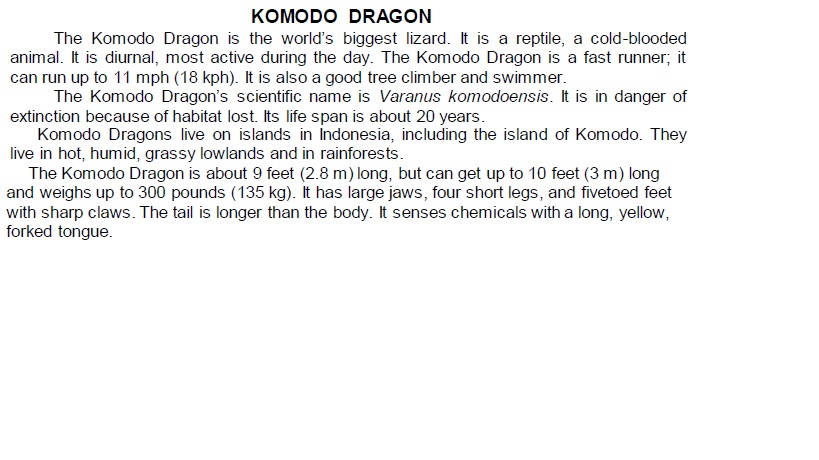 KOMODO DRAGON
The Komodo Dragon is the world's biggest lizard. It is a reptile, a cold-blooded
animal. It is diurnal, most active during the day. The Komodo Dragon is a fast runner; it
can run up to 11 mph (18 kph). It is also a good tree climber and swimmer.
The Komodo Dragon's scientific name is Varanus komodoensis. It is in danger of
extinction because of habitat lost. Its life span is about 20 years.
Komodo Dragons live on islands in Indonesia, including the island of Komodo. They
live in hot, humid, grassy lowlands and in rainforests.
The Komodo Dragon is about 9 feet (2.8 m) long, but can get up to 10 feet (3 m) long
and weighs up to 300 pounds (135 kg). It has large jaws, four short legs, and fivetoed feet
with sharp claws. The tail is longer than the body. It senses chemicals with a long, yellow,
forked tongue.